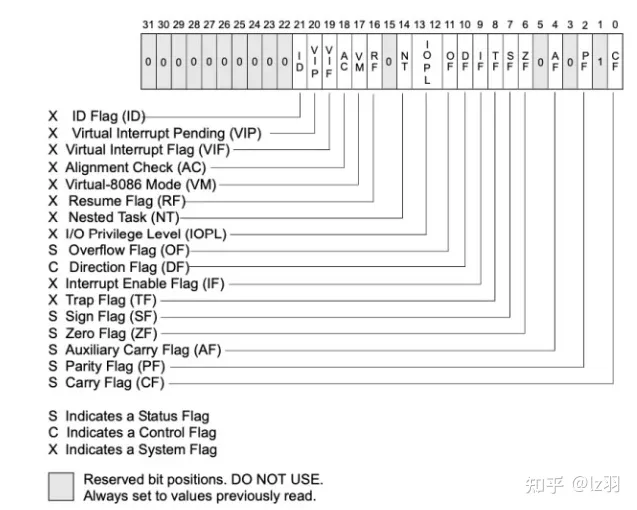 31 30 29 28 27 26 25 24 23 22 21 20 19 18 17 16 15 14 13 12 11 10 9 8 7 6 5 4 3 2 1 0
0 0 0 0 0 0 0 0 0 0 ID VIP VIF AC VM RF 0 NT IOPL OF DF IF TF SF ZF 0 AF 0 PF 1 CF
X ID Flag (ID)
X Virtual Interrupt Pending (VIP)
X Virtual Interrupt Flag (VIF)
X Alignment Check (AC)
X Virtual-8086 Mode (VM)
X Resume Flag (RF)
X Nested Task (NT)
X I/O Privilege Level (IOPL)
S Overflow Flag (OF)
C Direction Flag (DF)
X Interrupt Enable Flag (IF)
X Trap Flag (TF)
S Sign Flag (SF)
S Zero Flag (ZF)
S Auxiliary Carry Flag (AF)
S Parity Flag (PF)
S Carry Flag (CF)
S Indicates a Status Flag
C Indicates a Control Flag
X Indicates a System Flag
Reserved bit positions. DO NOT USE.
Always set to values previously read.
知乎 @lz羽